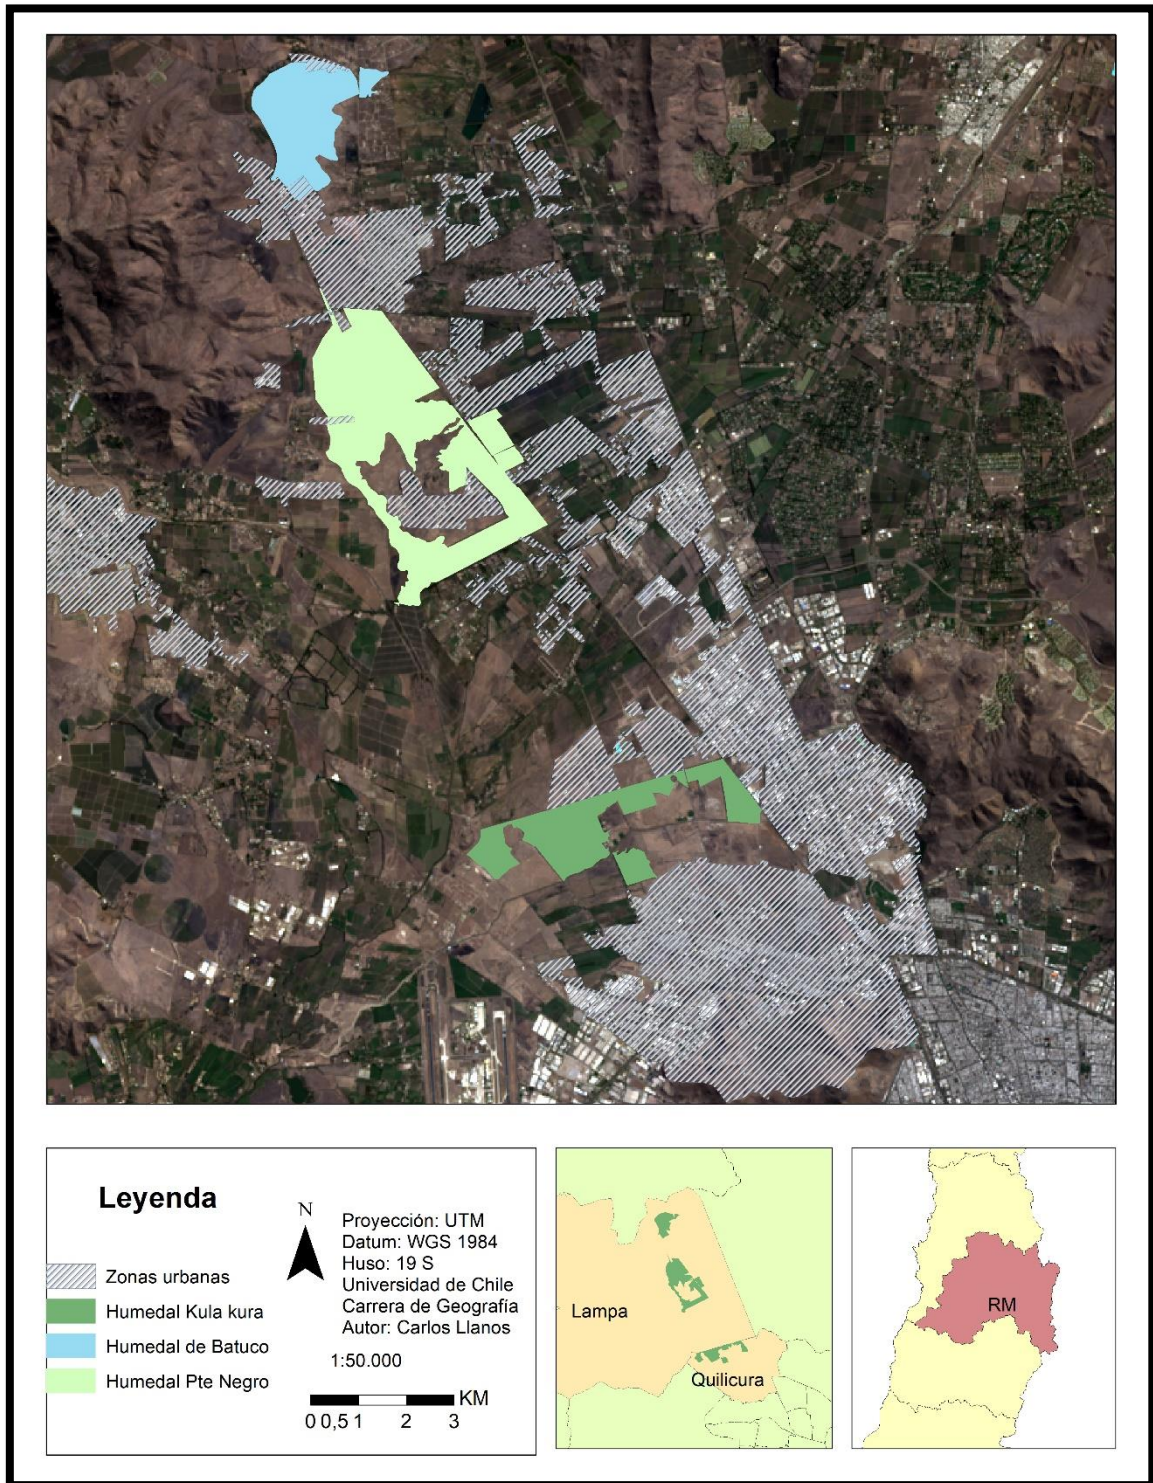 Leyenda
Zonas urbanas
Humedal Kula kura
Humedal de Batuco
Humedal Pte Negro
N
Proyección: UTM
Datum: WGS 1984
Huso: 19 S
Universidad de Chile
Carrera de Geografía
Autor: Carlos Llanos
1:50.000
KM
0 0,5 1 2 3
Lampa
Quilicura
RM